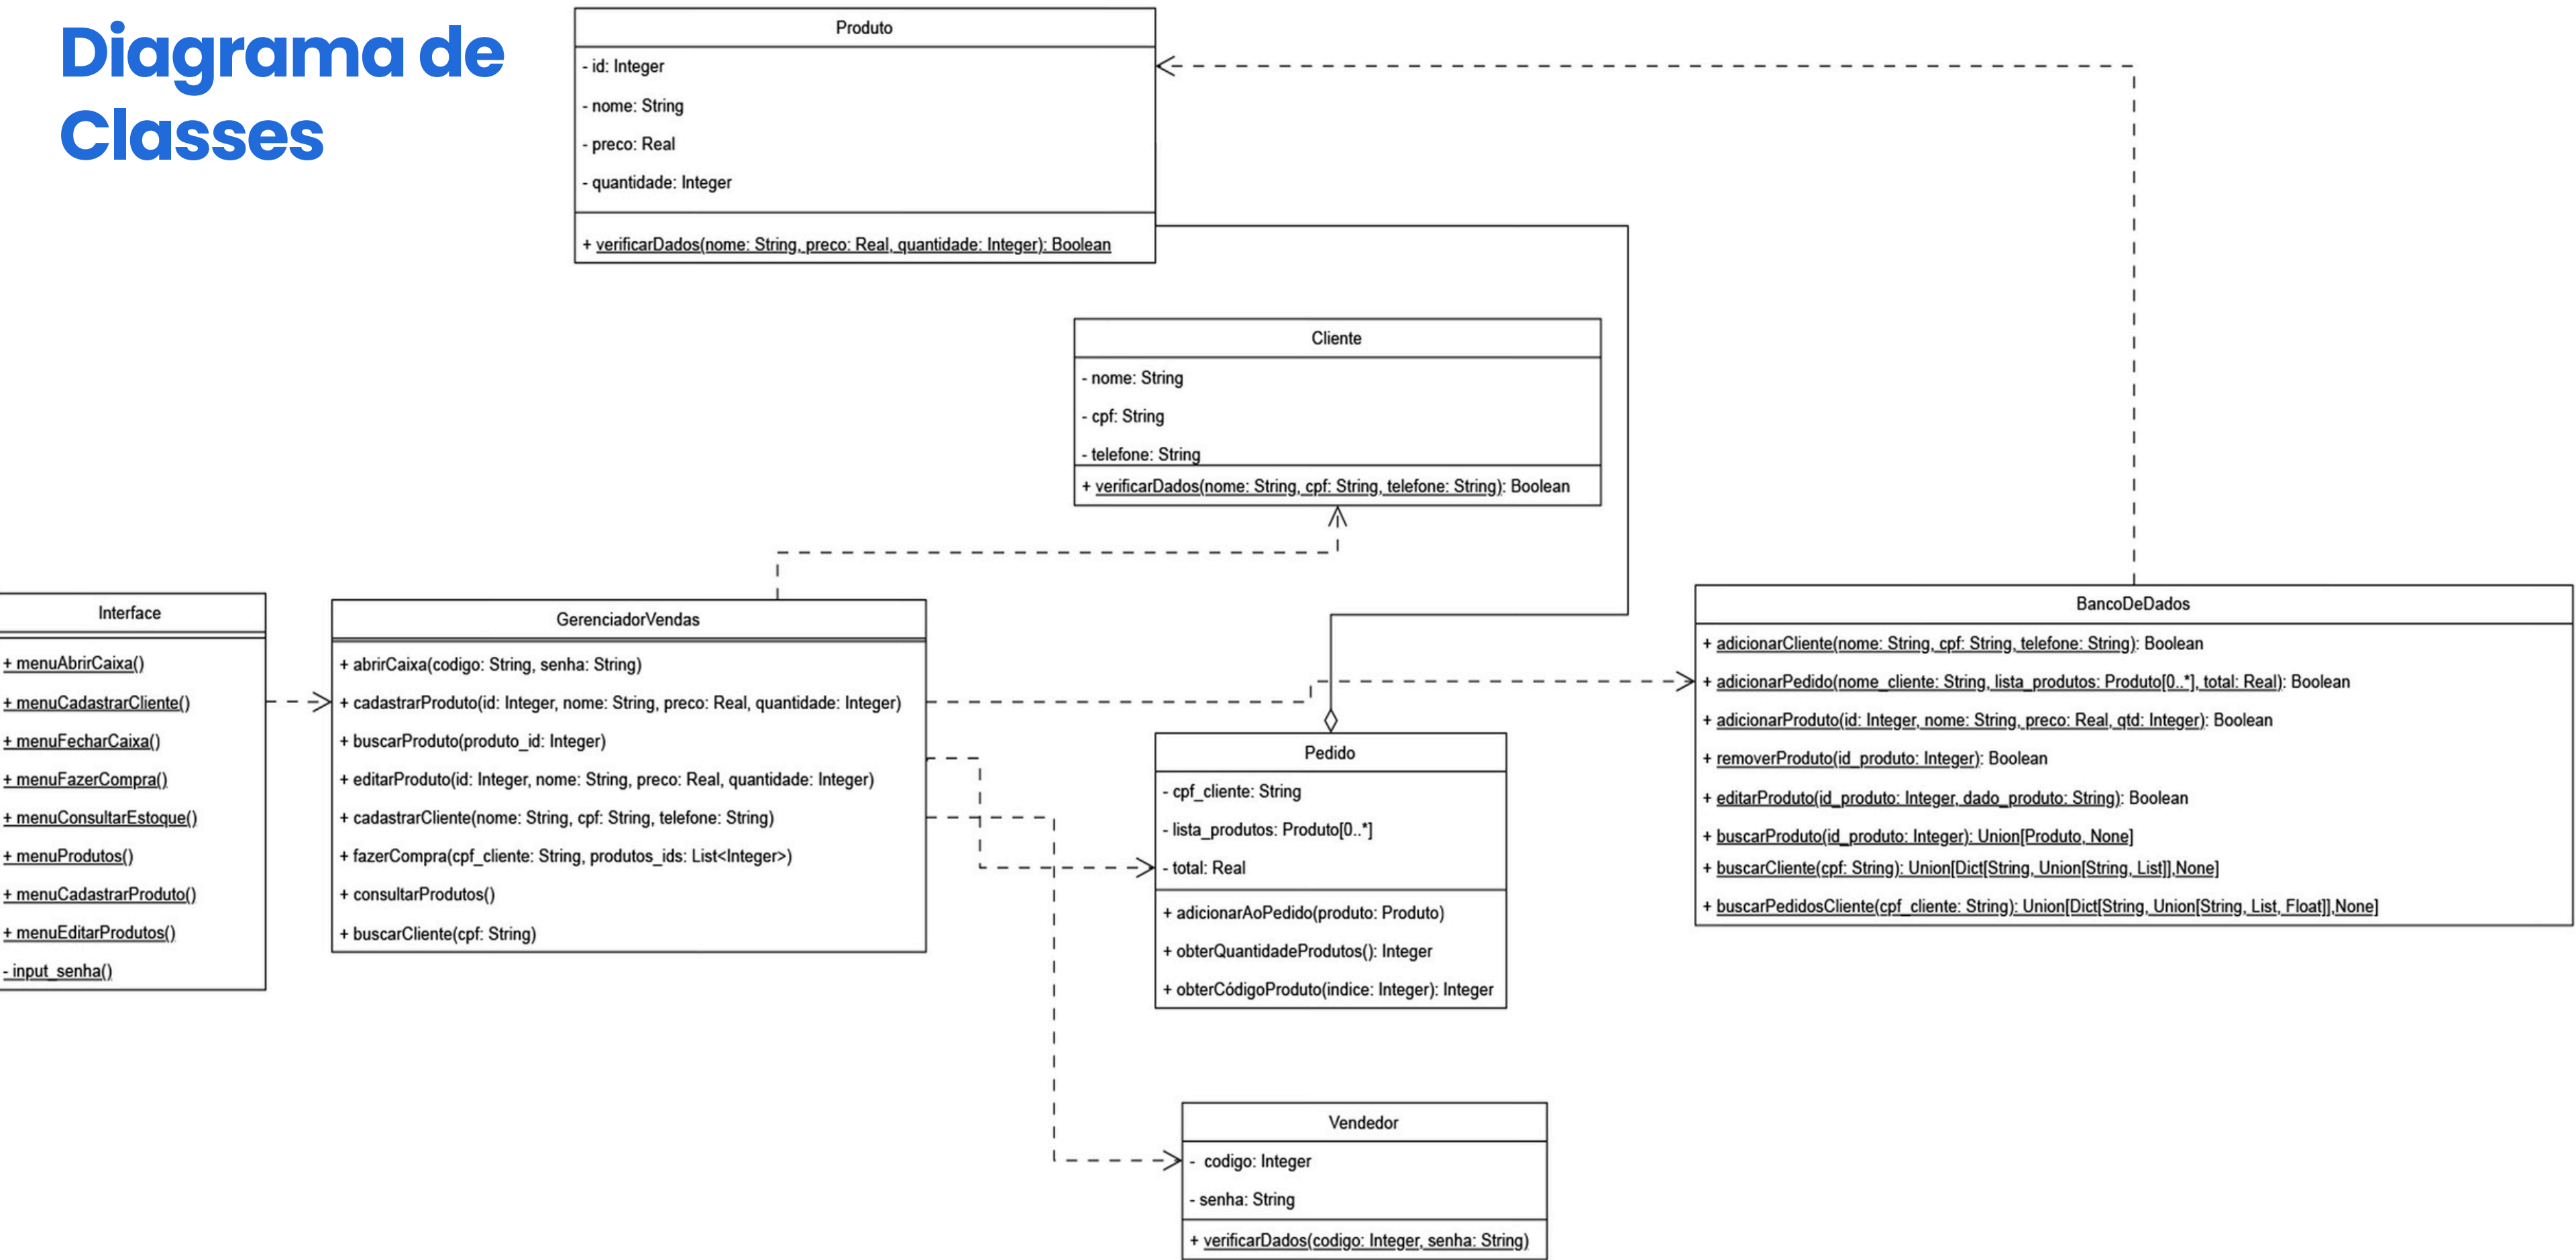 Diagrama de
Classes
Produto
- id: Integer
- nome: String
- preco: Real
- quantidade: Integer
+ verificarDados(nome: String, preco: Real, quantidade: Integer): Boolean
Cliente
- nome: String
- cpf: String
- telefone: String
+ verificarDados(nome: String, cpf: String, telefone: String): Boolean
Interface
+ menuAbrirCaixa()
+ menuCadastrarCliente()
+ menuFecharCaixa()
+ menuFazerCompra()
+ menuConsultarEstoque()
+ menuProdutos()
+ menuCadastrarProduto()
+ menuEditarProdutos()
- input_senha()
GerenciadorVendas
+ abrirCaixa(codigo: String, senha: String)
+ cadastrarProduto(id: Integer, nome: String, preco: Real, quantidade: Integer)
+ buscarProduto(produto_id: Integer)
+ editarProduto(id: Integer, nome: String, preco: Real, quantidade: Integer)
+ cadastrarCliente(nome: String, cpf: String, telefone: String)
+ fazerCompra(cpf_cliente: String, produtos_ids: List<Integer>)
+ consultarProdutos()
+ buscarCliente(cpf: String)
Pedido
- cpf_cliente: String
- lista_produtos: Produto[0..*]
- total: Real
+ adicionarAoPedido(produto: Produto)
+ obterQuantidadeProdutos(): Integer
+ obterCódigoProduto(indice: Integer): Integer
BancoDeDados
+ adicionarCliente(nome: String, cpf: String, telefone: String): Boolean
+ adicionarPedido(nome_cliente: String, lista_produtos: Produto[0..*], total: Real): Boolean
+ adicionarProduto(id: Integer, nome: String, preco: Real, qtd: Integer): Boolean
+ removerProduto(id_produto: Integer): Boolean
+ editarProduto(id_produto: Integer, dado_produto: String): Boolean
+ buscarProduto(id_produto: Integer): Union[Produto, None]
+ buscarCliente(cpf: String): Union[Dict[String, Union[String, List]],None]
+ buscarPedidosCliente(cpf_cliente: String): Union[Dict[String, Union[String, List, Float]],None]
Vendedor
- codigo: Integer
- senha: String
+ verificarDados(codigo: Integer, senha: String)